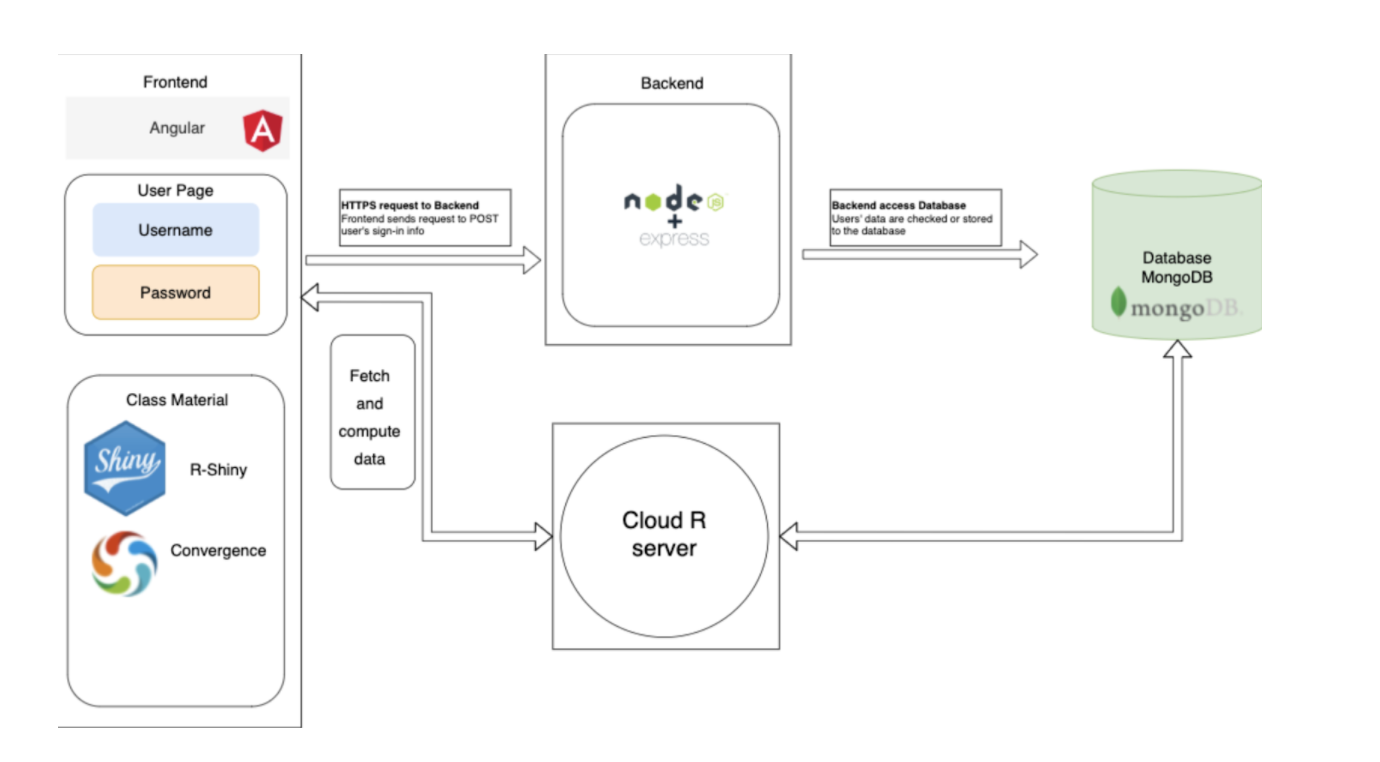 Frontend
Angular
User Page
Username
Password
Class Material
Shiny
R-Shiny
Convergence
HTTPS request to Backend
Frontend sends request to POST
user's sign-in info
Fetch
and
compute
data
Backend
node
JS
+
express
Cloud R
server
Backend access Database
Users' data are checked or stored
to the database
Database
MongoDB
mongoDB.